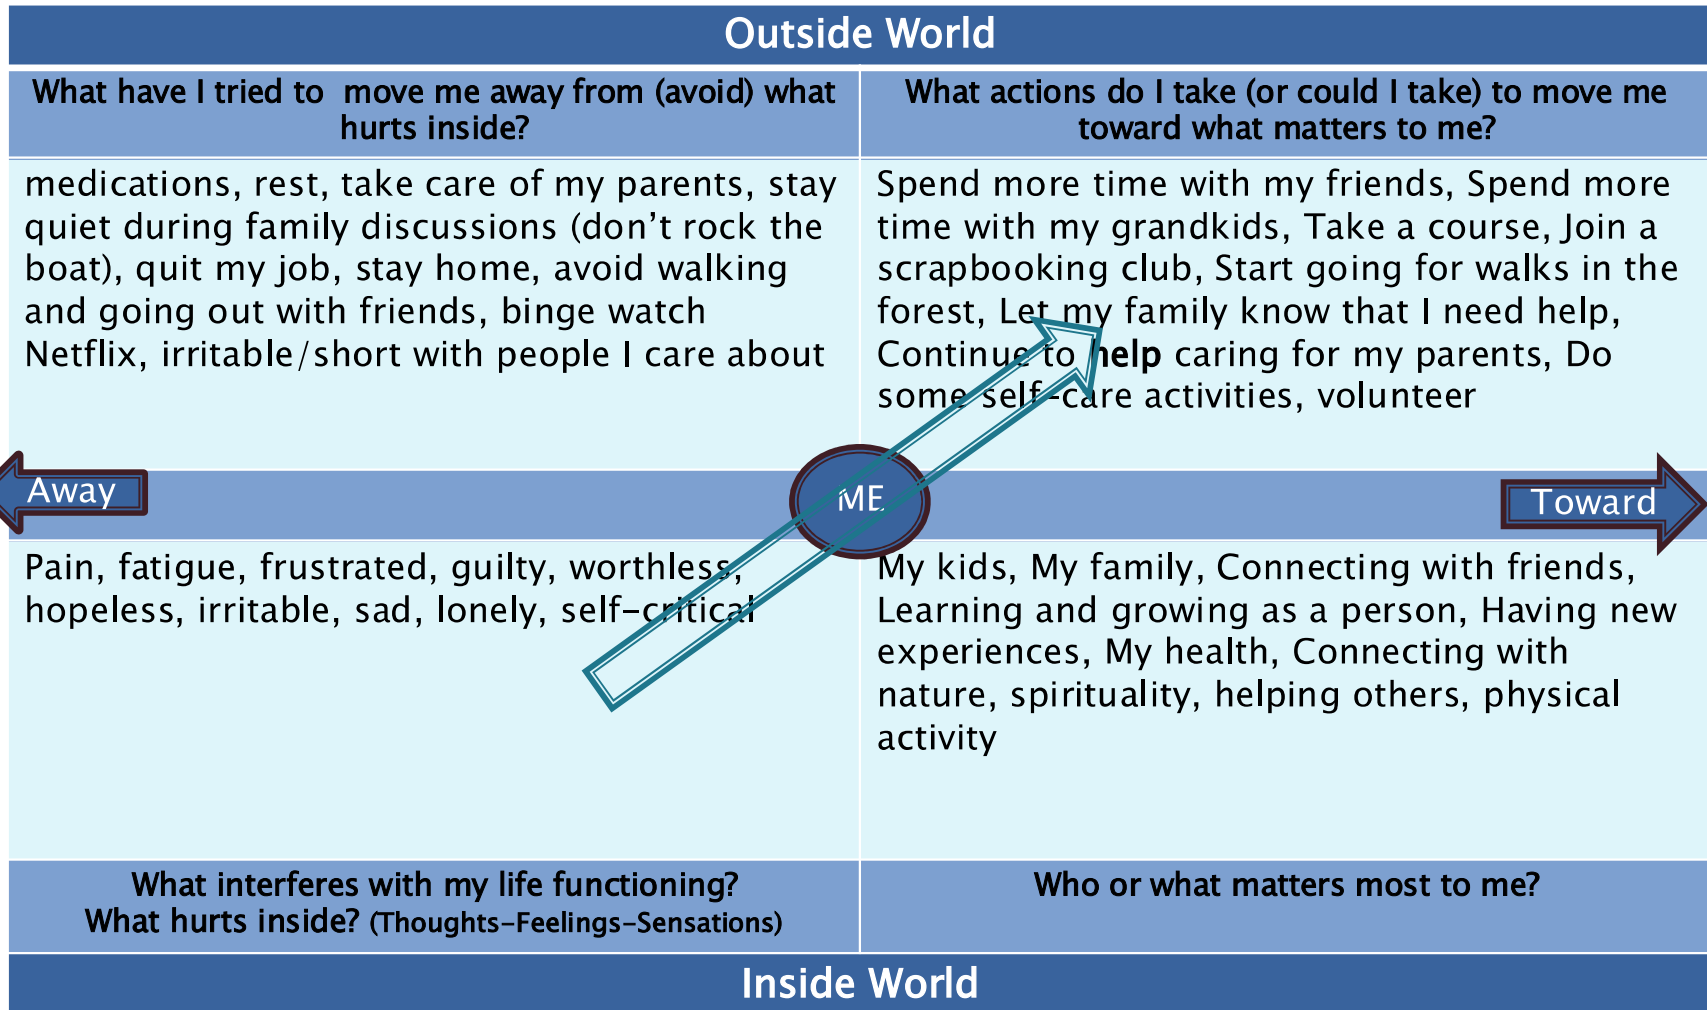 Outside World
What have I tried to  move me away from (avoid) what
hurts inside?
What actions do I take (or could I take) to move me
toward what matters to me?
medications, rest, take care of my parents, stay
quiet during family discussions (don’t rock the
boat), quit my job, stay home, avoid walking
and going out with friends, binge watch
Netflix, irritable/short with people I care about
Spend more time with my friends, Spend more
time with my grandkids, Take a course, Join a
scrapbooking club, Start going for walks in the
forest, Let my family know that I need help,
Continue to help caring for my parents, Do
some self-care activities, volunteer
Away
ME
Toward
Pain, fatigue, frustrated, guilty, worthless,
hopeless, irritable, sad, lonely, self-critical
My kids, My family, Connecting with friends,
Learning and growing as a person, Having new
experiences, My health, Connecting with
nature, spirituality, helping others, physical
activity
What interferes with my life functioning?
What hurts inside? (Thoughts-Feelings-Sensations)
Who or what matters most to me?
Inside World